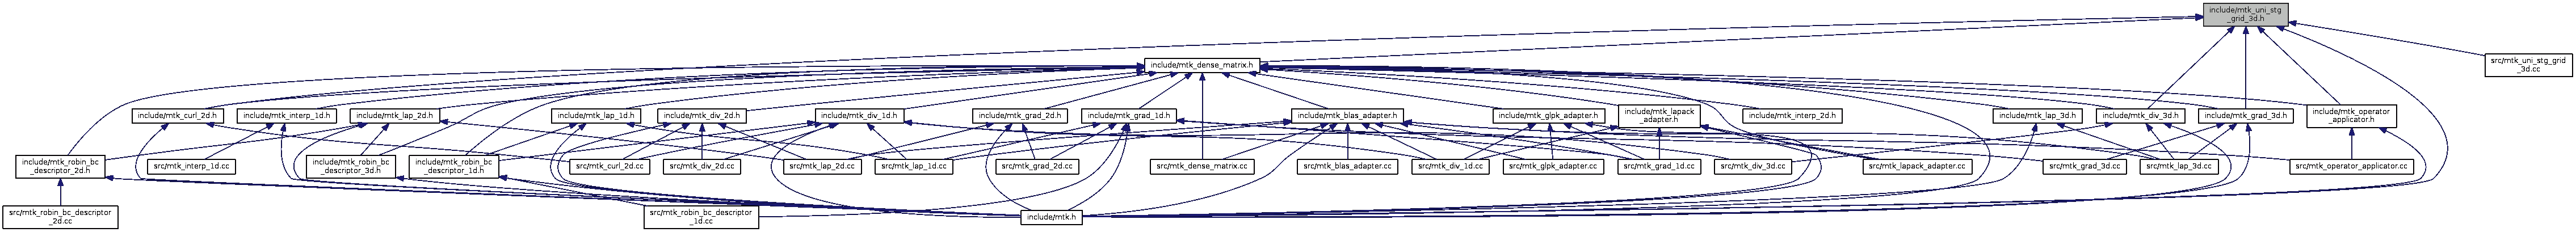 include/mtk_uni_stg
_grid_3d.h
include/mtk_dense_matrix.h
src/mtk_uni_stg_grid
_3d.cc
include/mtk_curl_2d.h
include/mtk_interp_1d.h
include/mtk_lap_2d.h
include/mtk_lap_1d.h
include/mtk_div_2d.h
include/mtk_div_1d.h
include/mtk_grad_2d.h
include/mtk_grad_1d.h
include/mtk_blas_adapter.h
include/mtk_glpk_adapter.h
include/mtk_lapack
_adapter.h
include/mtk_interp_2d.h
include/mtk_lap_3d.h
include/mtk_div_3d.h
include/mtk_grad_3d.h
include/mtk_operator
_applicator.h
include/mtk_robin_bc
_descriptor_2d.h
src/mtk_interp_1d.cc
include/mtk_robin_bc
_descriptor_3d.h
include/mtk_robin_bc
_descriptor_1d.h
src/mtk_curl_2d.cc
src/mtk_div_2d.cc
src/mtk_lap_2d.cc
src/mtk_lap_1d.cc
src/mtk_grad_2d.cc
src/mtk_dense_matrix.cc
src/mtk_blas_adapter.cc
src/mtk_div_1d.cc
src/mtk_glpk_adapter.cc
src/mtk_grad_1d.cc
src/mtk_div_3d.cc
src/mtk_lapack_adapter.cc
src/mtk_grad_3d.cc
src/mtk_lap_3d.cc
src/mtk_operator_applicator.cc
src/mtk_robin_bc_descriptor
_2d.cc
src/mtk_robin_bc_descriptor
_1d.cc
include/mtk.h